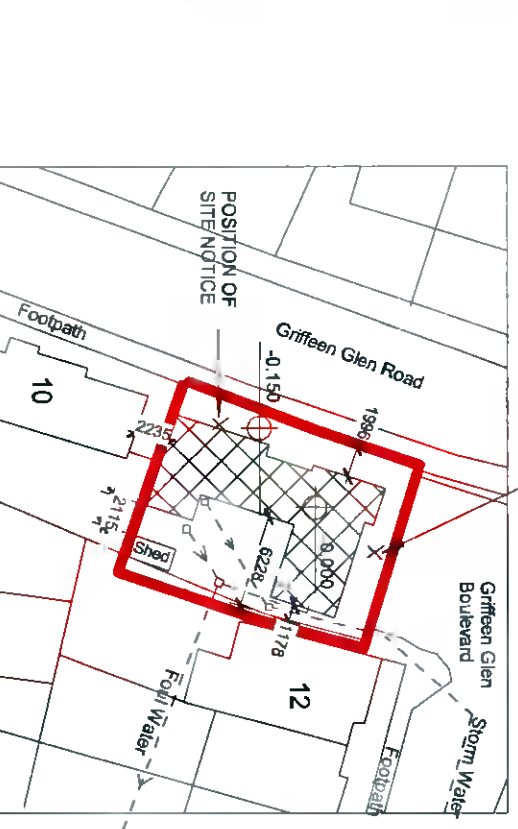 POSITION OF
SITE NOTICE
Griffeen Glen Road
Footpath
10
-0.150
1996
2235
2115
Shed
6228
0.000
1178
12
Griffeen Glen
Boulevard
Storm Water
Foul Water
Footpath